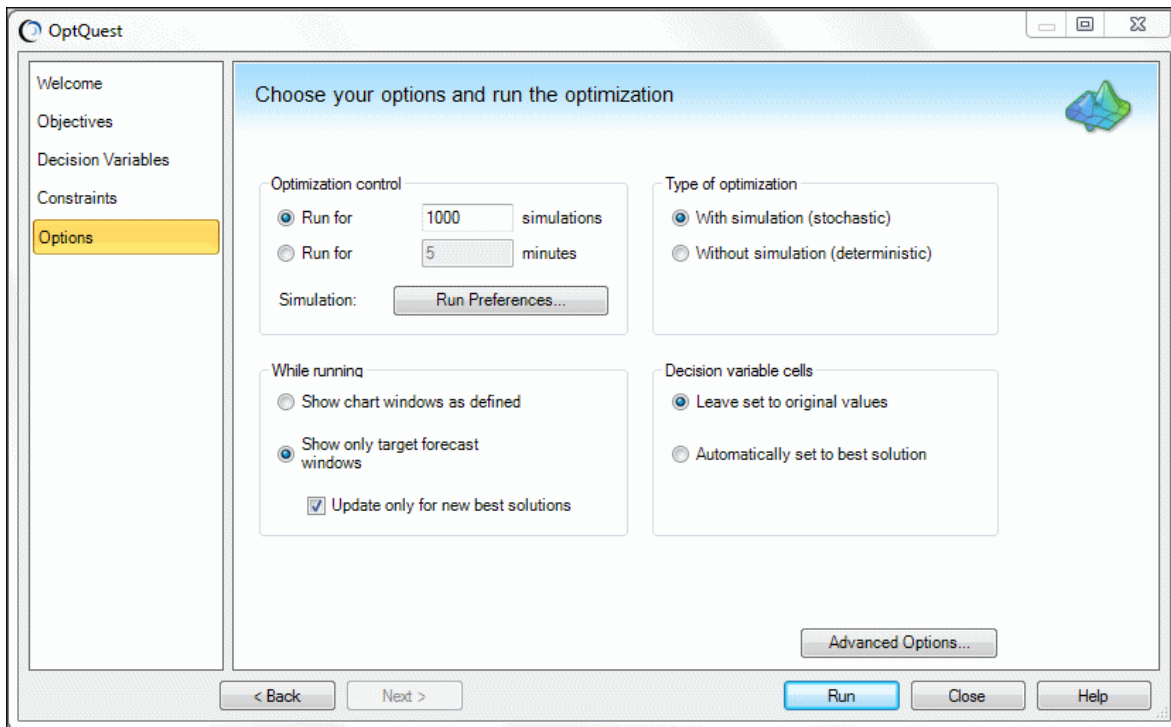 OptQuest
Welcome
Objectives
Decision Variables
Constraints
Options
Choose your options and run the optimization
Optimization control
Run for 1000 simulations
Run for 5 minutes
Simulation: Run Preferences...
Type of optimization
With simulation (stochastic)
Without simulation (deterministic)
While running
Show chart windows as defined
Show only target forecast
windows
Update only for new best solutions
Decision variable cells
Leave set to original values
Automatically set to best solution
Advanced Options...
< Back Next > Run Close Help